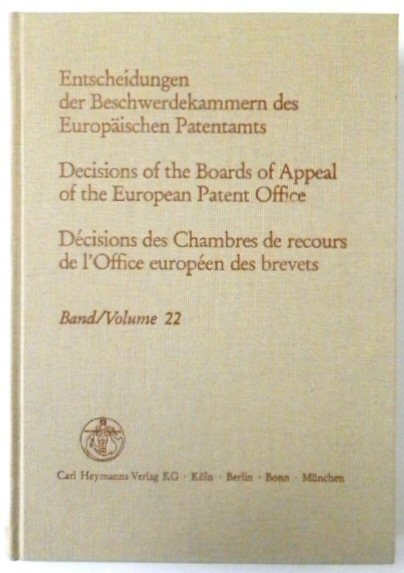 Entscheidungen
der Beschwerdekammern des
Europäischen Patentamts
Decisions of the Boards of Appeal
of the European Patent Office
Décisions des Chambres de recours
de l'Office européen des brevets
Band/Volume 22
Carl Heymanns Verlag KG · Köln · Berlin · Bonn · München